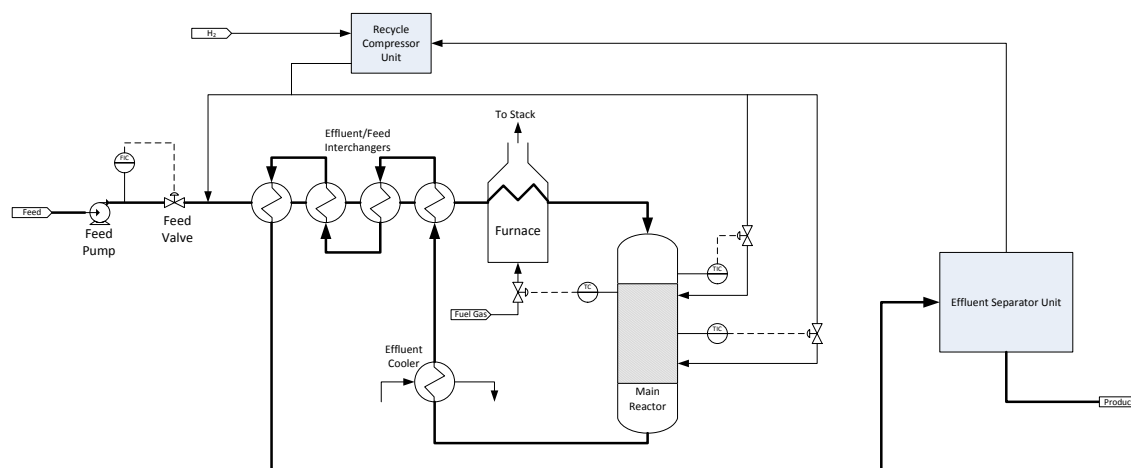 H₂
Recycle
Compressor
Unit
To Stack
Effluent/Feed
Interchangers
FIC
Feed
Feed
Pump
Feed
Valve
Furnace
TIC
TC
Fuel Gas
TIC
Effluent Separator Unit
Effluent
Cooler
Main
Reactor
Product